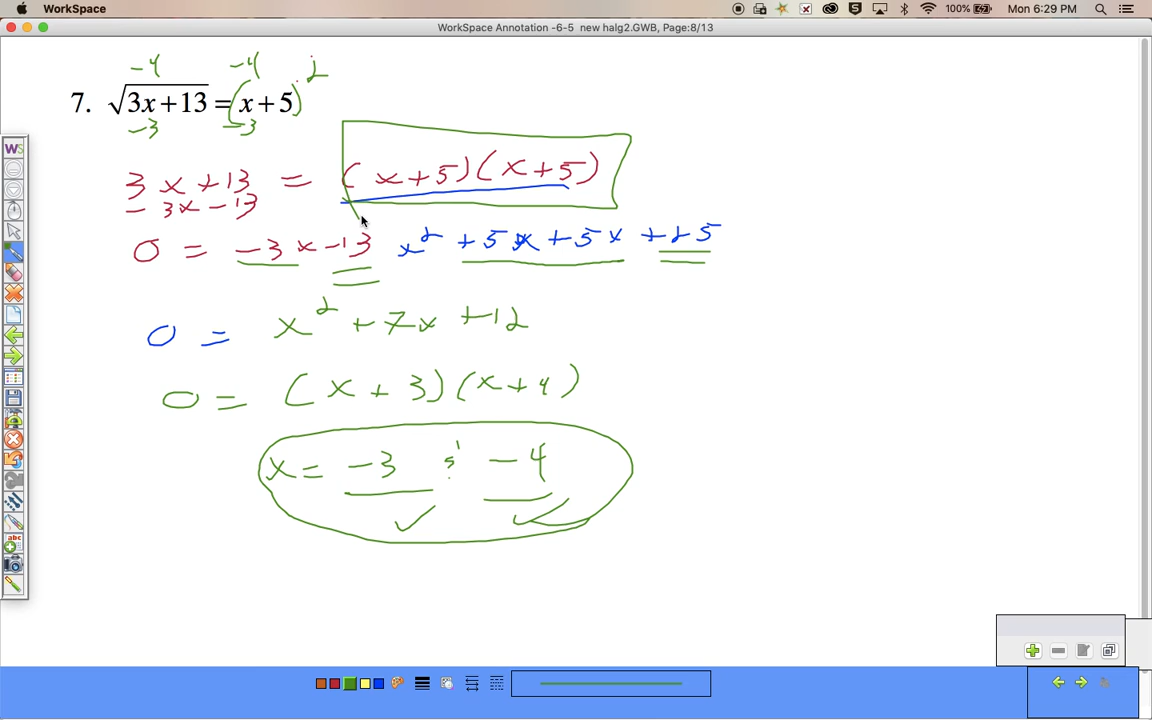 WorkSpace
100%
Mon 6:29 PM
WorkSpace Annotation -6-5 new halg2.GWB, Page:8/13
-4 -4 2
7. √3x+13 = (x+5)
-3 -3
3x+13 = (x+5)(x+5)
-3x-13
0 = -3x-13 x² +5x+5x +25
0 = x² +7x +12
0 = (x+3)(x+4)
x = -3 ; -4
WS
abc